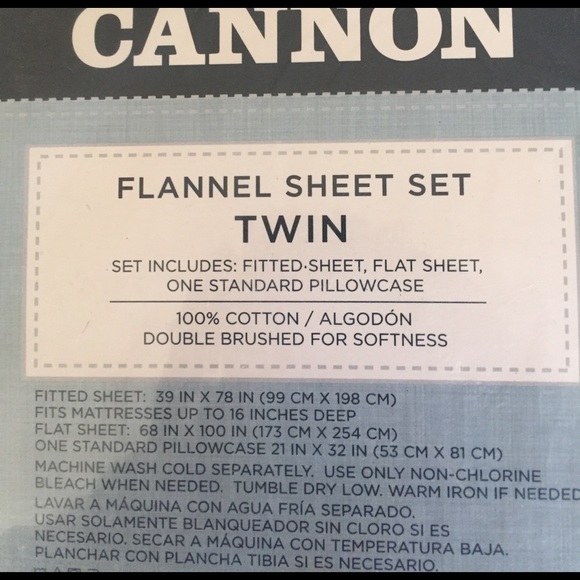 CANNON
FLANNEL SHEET SET
TWIN
SET INCLUDES: FITTED·SHEET, FLAT SHEET,
ONE STANDARD PILLOWCASE
100% COTTON / ALGODÓN
DOUBLE BRUSHED FOR SOFTNESS
FITTED SHEET: 39 IN X 78 IN (99 CM X 198 CM)
FITS MATTRESSES UP TO 16 INCHES DEEP
FLAT SHEET: 68 IN X 100 IN (173 CM X 254 CM)
ONE STANDARD PILLOWCASE 21 IN X 32 IN (53 CM X 81 CM)
MACHINE WASH COLD SEPARATELY. USE ONLY NON-CHLORINE
BLEACH WHEN NEEDED. TUMBLE DRY LOW. WARM IRON IF NEEDED
LAVAR A MÁQUINA CON AGUA FRÍA SEPARADO.
USAR SOLAMENTE BLANQUEADOR SIN CLORO SI ES
NECESARIO. SECAR A MÁQUINA CON TEMPERATURA BAJA.
PLANCHAR CON PLANCHA TIBIA SI ES NECESARIO.